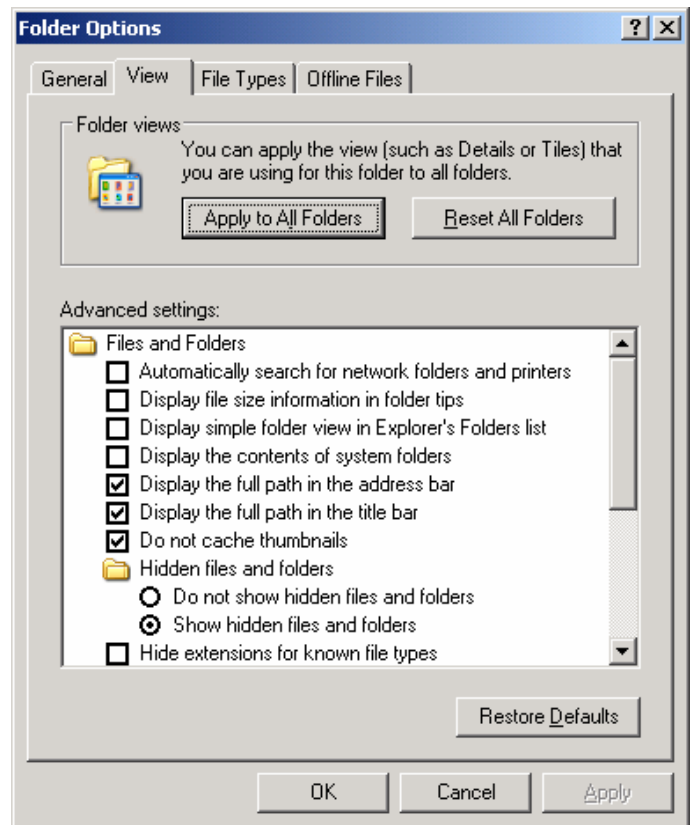 Folder Options
General View File Types Offline Files
Folder views
You can apply the view (such as Details or Tiles) that
you are using for this folder to all folders.
Apply to All Folders Reset All Folders
Advanced settings:
Files and Folders
Automatically search for network folders and printers
Display file size information in folder tips
Display simple folder view in Explorer's Folders list
Display the contents of system folders
Display the full path in the address bar
Display the full path in the title bar
Do not cache thumbnails
Hidden files and folders
Do not show hidden files and folders
Show hidden files and folders
Hide extensions for known file types
Restore Defaults
OK Cancel Apply